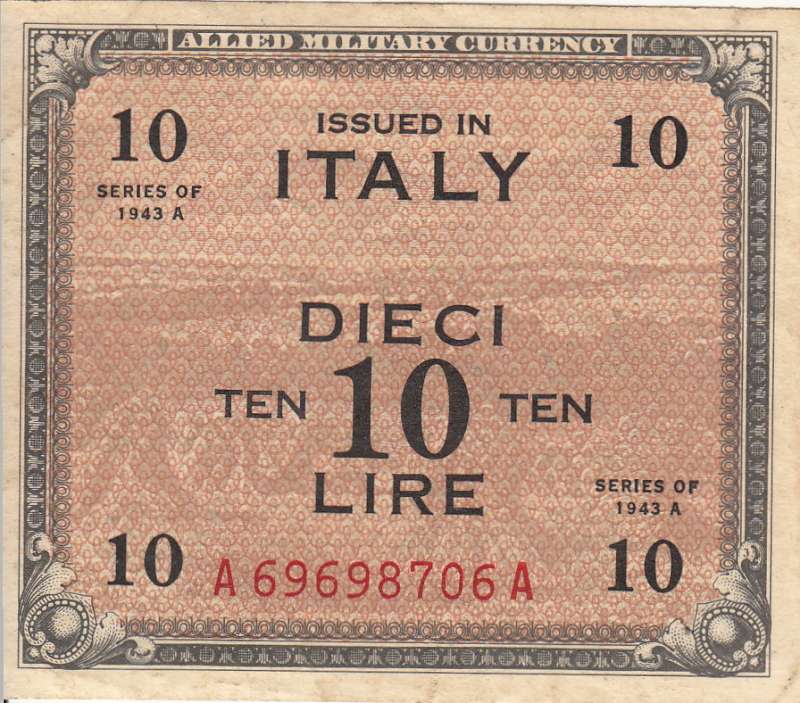 ALLIED MILITARY CURRENCY
10 ISSUED IN 10
ITALY
SERIES OF
1943 A
DIECI
TEN 10 TEN
LIRE
SERIES OF
1943 A
10 A69698706A 10